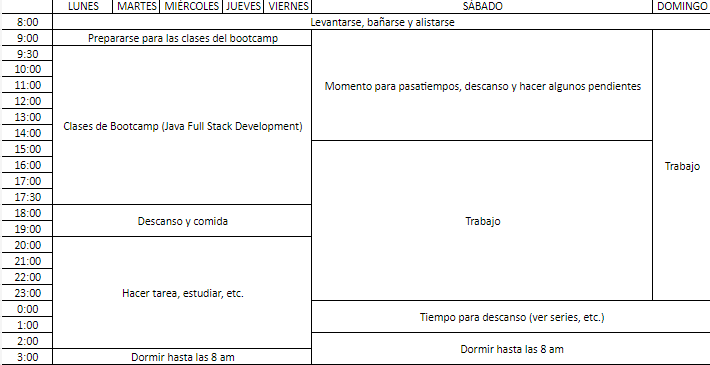 LUNES MARTES MIÉRCOLES JUEVES VIERNES SÁBADO DOMINGO
8:00 Levantarse, bañarse y alistarse
9:00 Prepararse para las clases del bootcamp
9:30
10:00
11:00 Momento para pasatiempos, descanso y hacer algunos pendientes
12:00
13:00
14:00 Clases de Bootcamp (Java Full Stack Development)
15:00
16:00 Trabajo
17:00
17:30
18:00
19:00 Descanso y comida Trabajo
20:00
21:00
22:00
23:00 Hacer tarea, estudiar, etc.
0:00
1:00 Tiempo para descanso (ver series, etc.)
2:00
3:00 Dormir hasta las 8 am Dormir hasta las 8 am